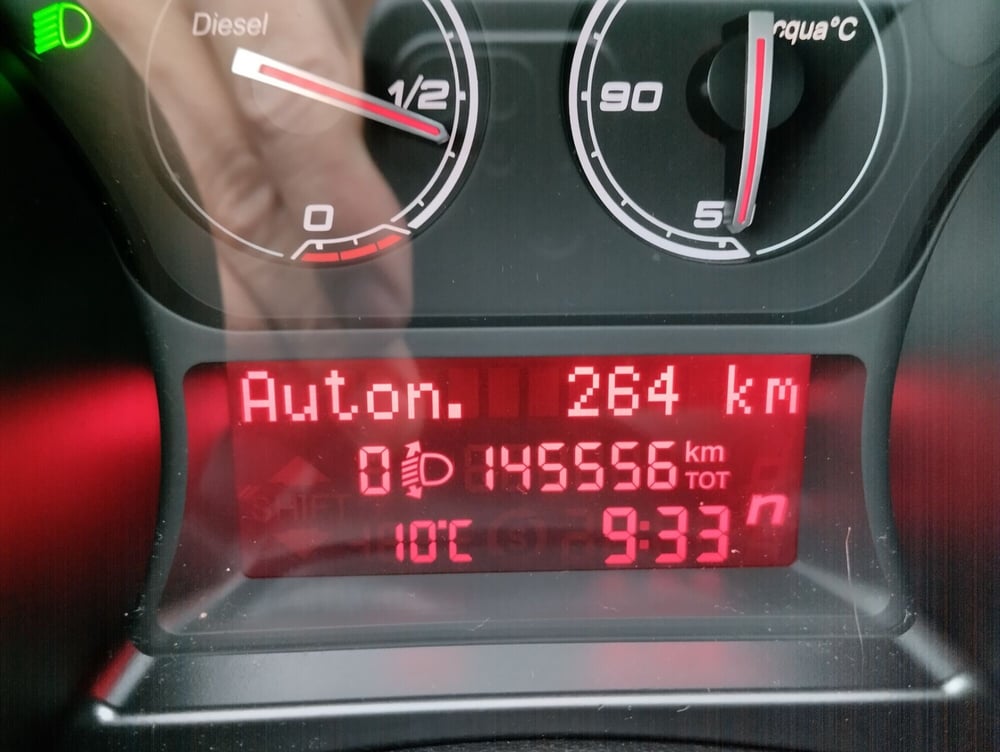 Diesel
cqua°C
1/2
90
0
5
Auton. 264 km
0 145556 km TOT
10°C 9:33 n